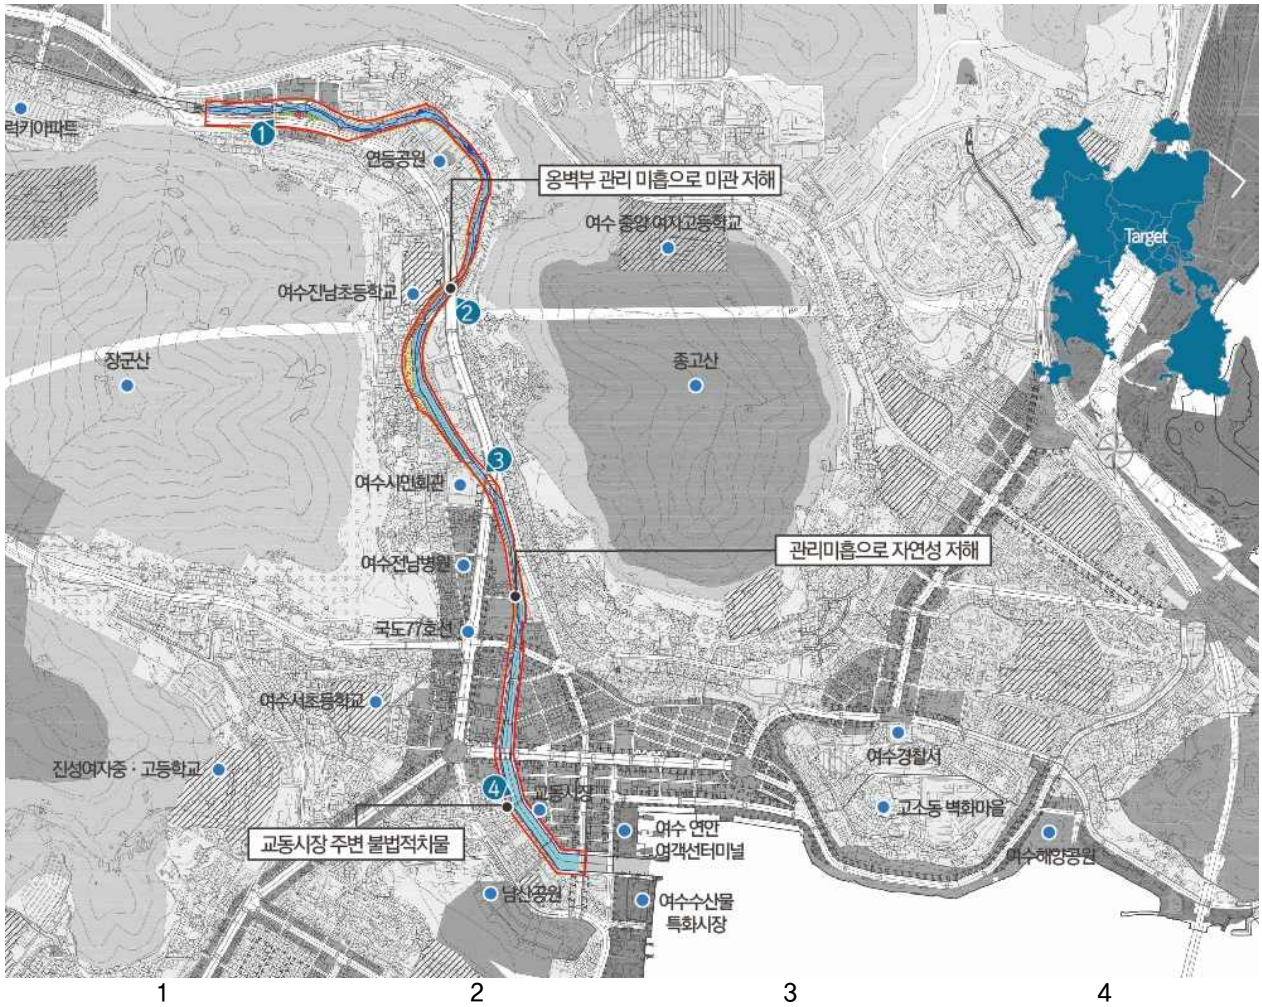 럭키아파트
1
연등공원
옹벽부 관리 미흡으로 미관 저해
여수 중앙 여자고등학교
Target
여수진남초등학교
2
장군산
종고산
3
여수시민회관
관리미흡으로 자연성 저해
여수전남병원
국도77호선
여수서초등학교
여수경찰서
진성여자중·고등학교
4
교동시장
고소동 벽화마을
교동시장 주변 불법적치물
여수 연안
여객선터미널
여수해양공원
남산공원
여수수산물
특화시장
1 2 3 4